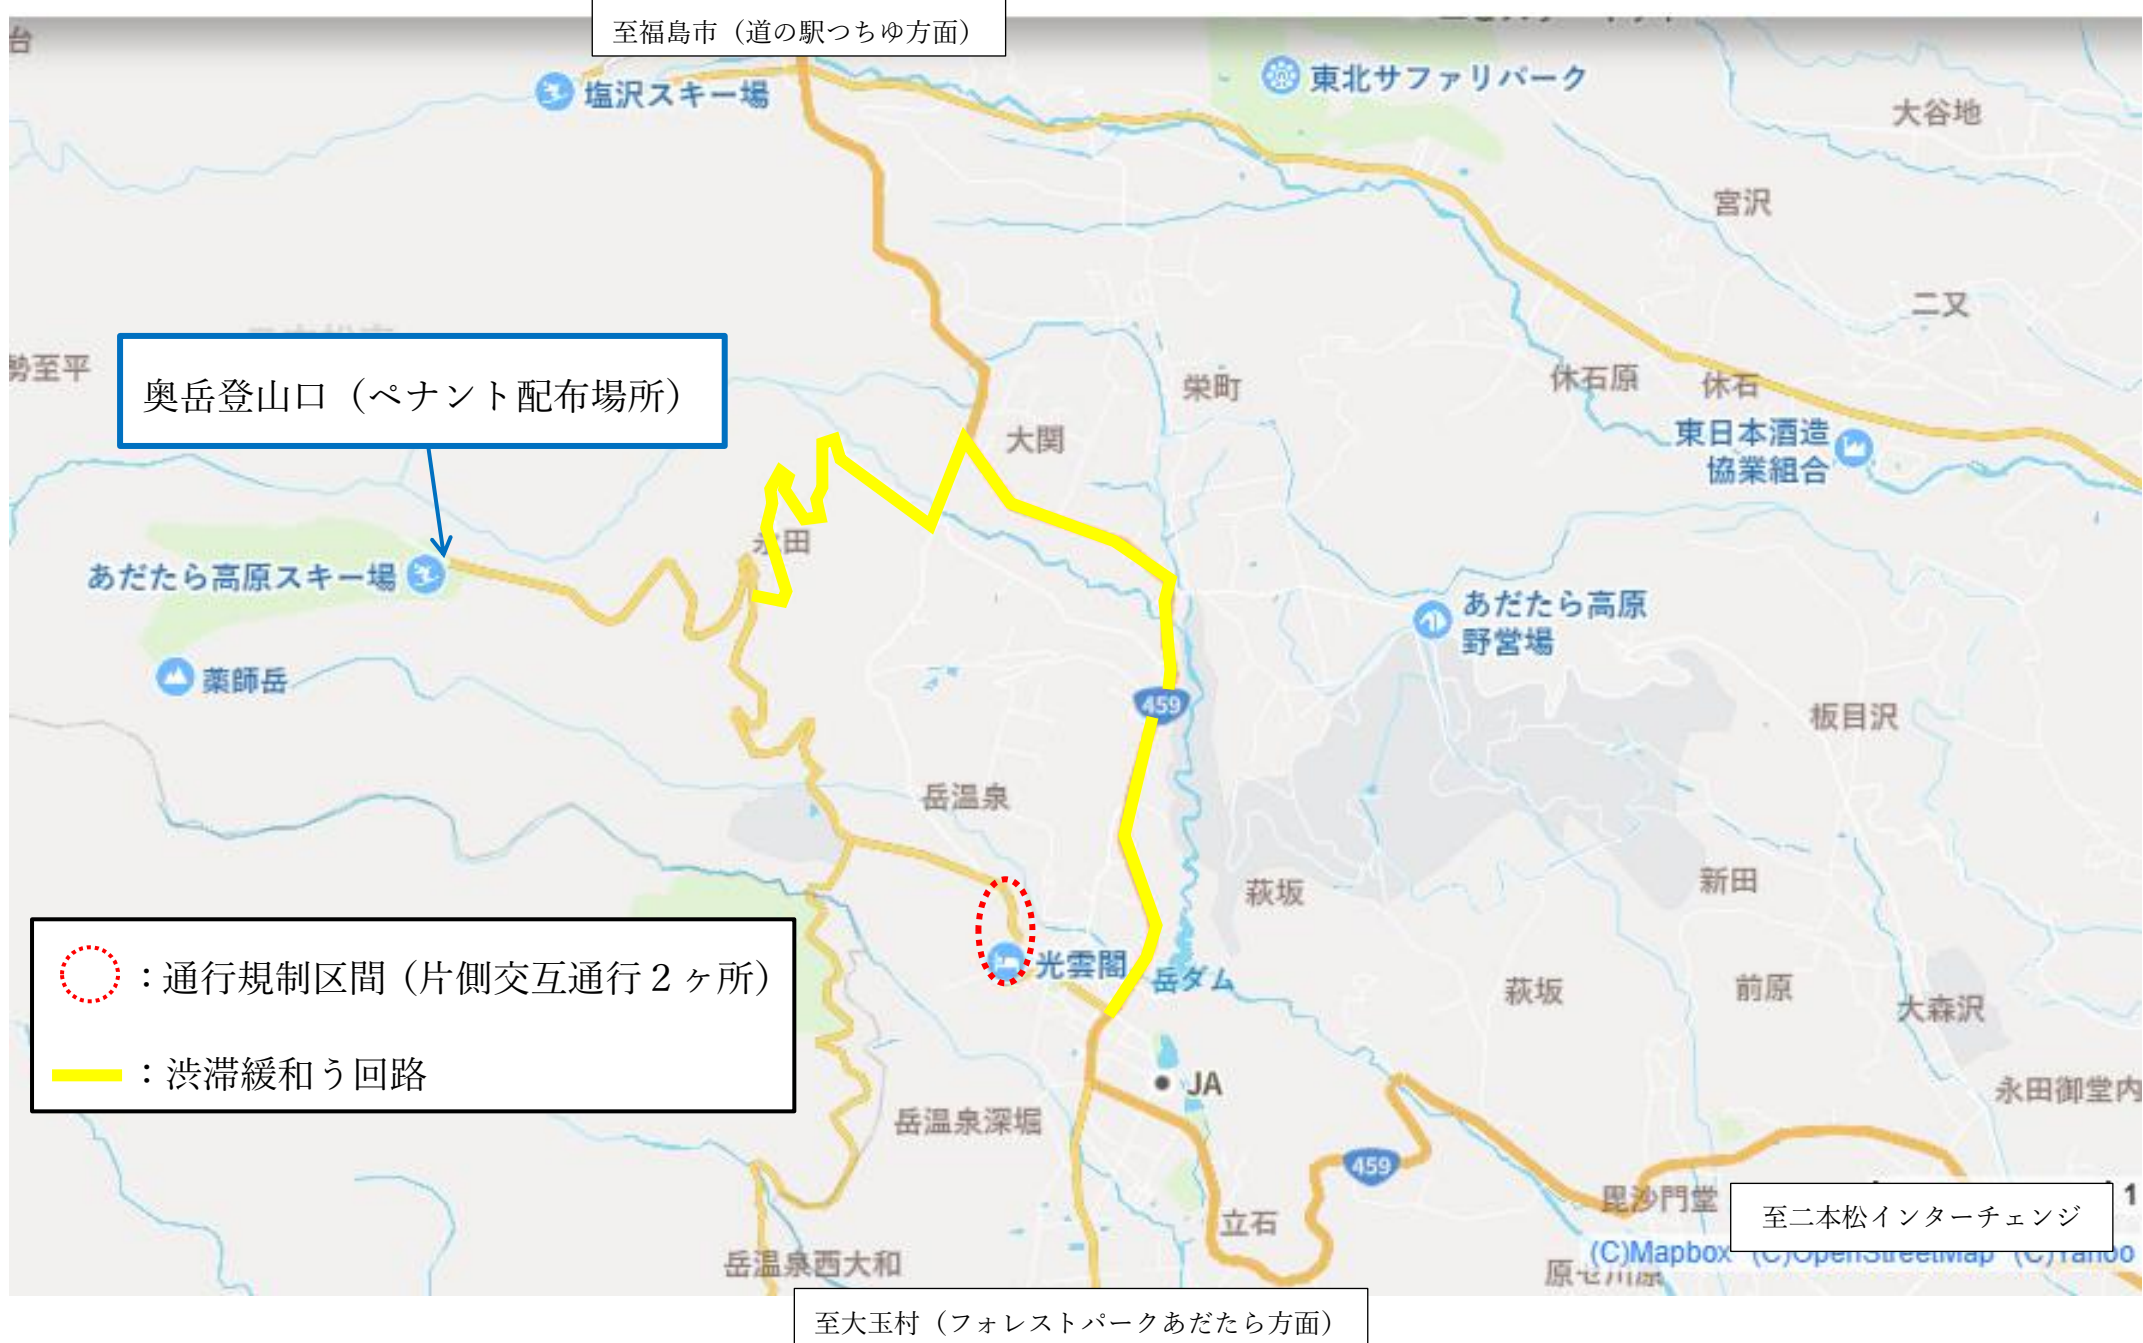 至福島市（道の駅つちゆ方面）
台
塩沢スキー場
東北サファリパーク
大谷地
宮沢
二又
勢至平
奥岳登山口（ペナント配布場所）
栄町
休石原
休石
大関
東日本酒造
協業組合
永田
あだたら高原スキー場
あだたら高原
野営場
薬師岳
459
板目沢
岳温泉
新田
萩坂
：通行規制区間（片側交互通行２ヶ所）
光雲閣
岳ダム
萩坂
前原
大森沢
：渋滞緩和う回路
JA
永田御堂内
岳温泉深堀
459
毘沙門堂
1
至二本松インターチェンジ
立石
岳温泉西大和
(C)Mapbox (C)OpenStreetMap (C)Yahoo
原セ川原
至大玉村（フォレストパークあだたら方面）